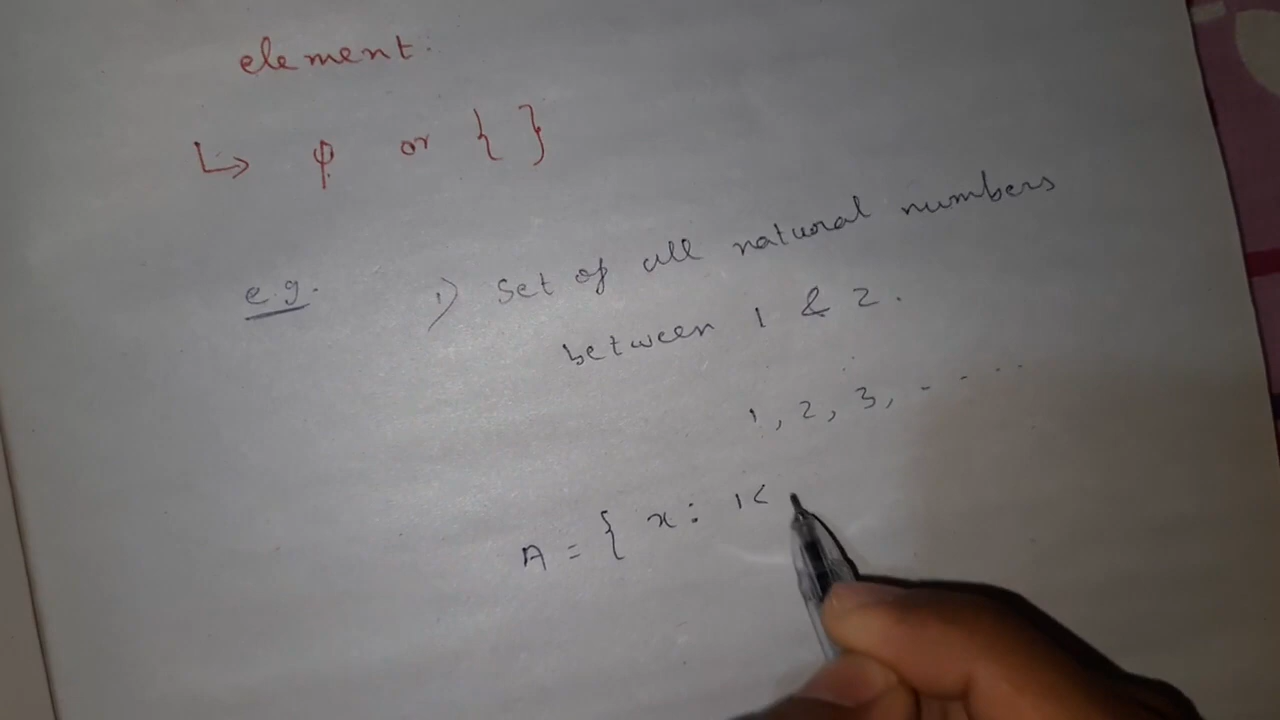 element.
↳ φ or { }
e.g. 1) Set of all natural numbers
between 1 & 2.
1, 2, 3, - - - ..
A = { x : 1 <